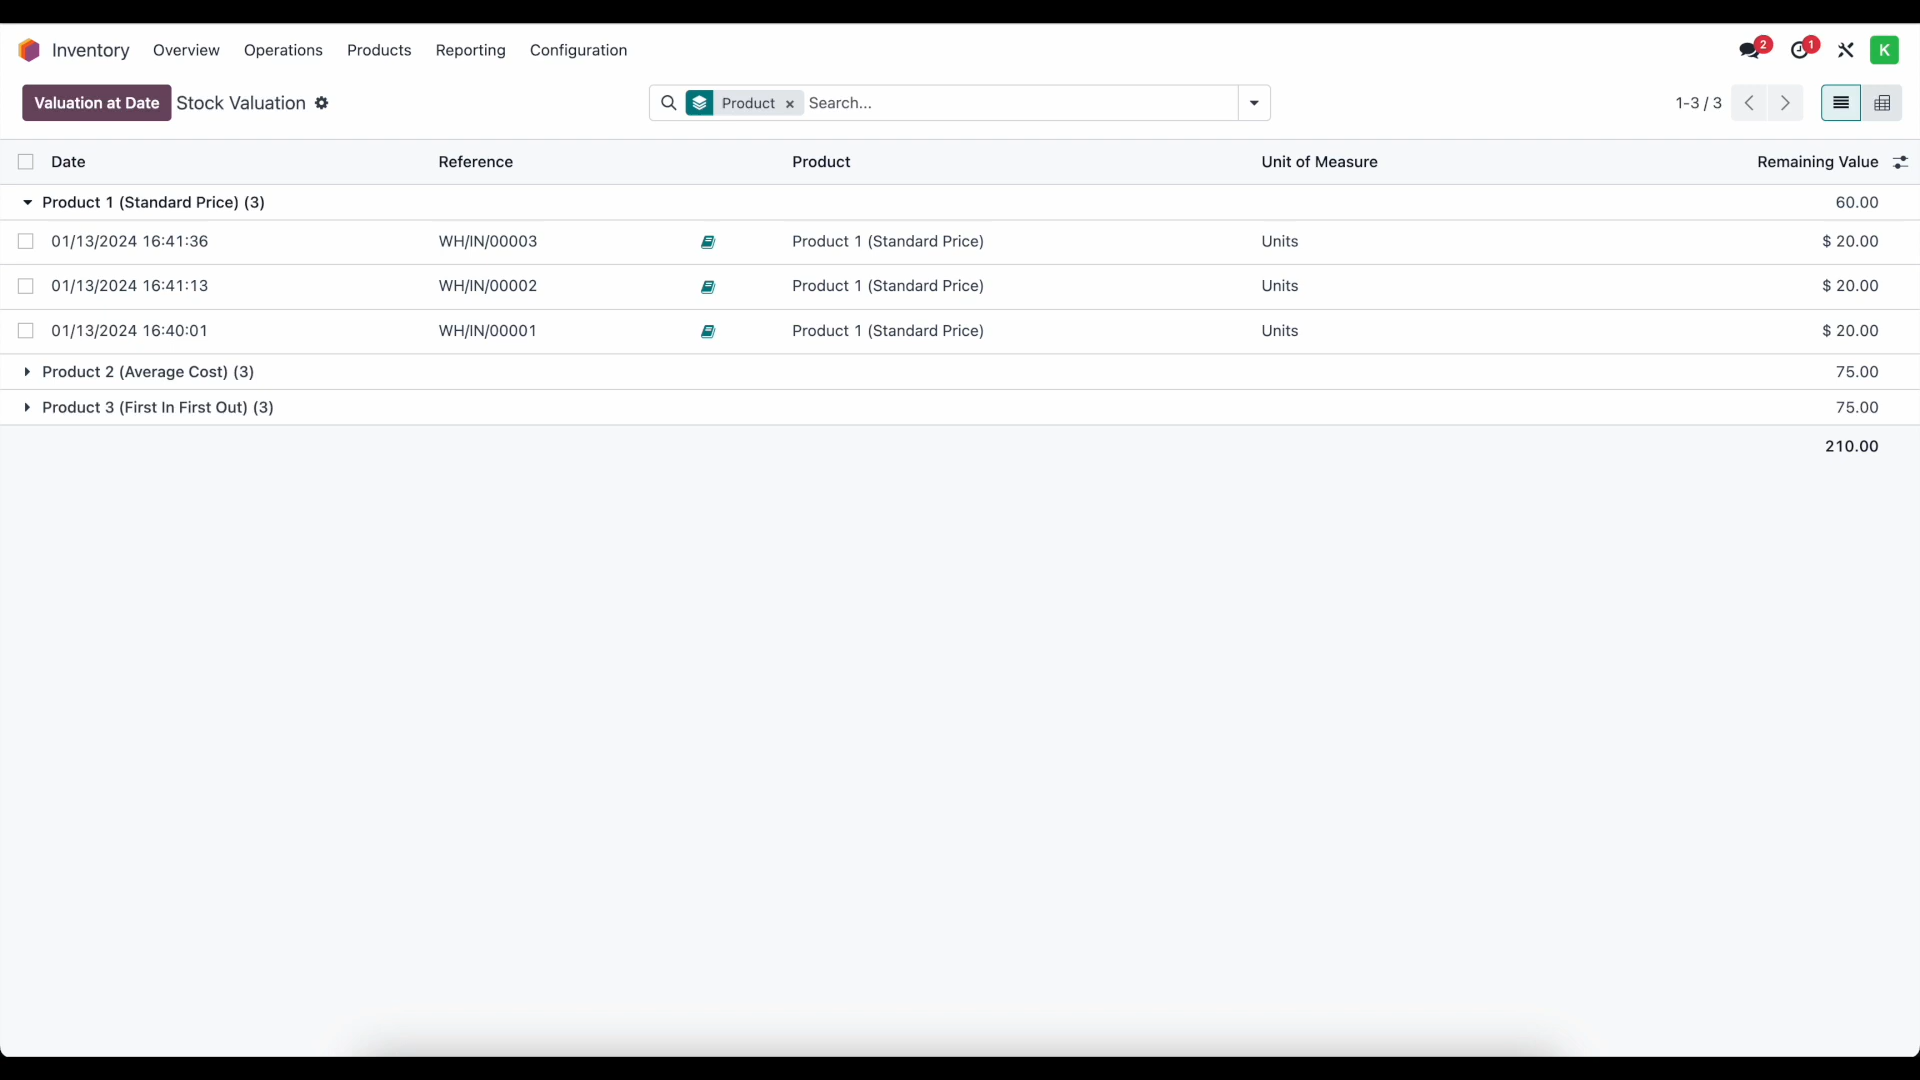 Inventory Overview Operations Products Reporting Configuration 2 1 K
Valuation at Date Stock Valuation Product × Search... 1-3 / 3
Date Reference Product Unit of Measure Remaining Value
Product 1 (Standard Price) (3) 60.00
01/13/2024 16:41:36 WH/IN/00003 Product 1 (Standard Price) Units $ 20.00
01/13/2024 16:41:13 WH/IN/00002 Product 1 (Standard Price) Units $ 20.00
01/13/2024 16:40:01 WH/IN/00001 Product 1 (Standard Price) Units $ 20.00
Product 2 (Average Cost) (3) 75.00
Product 3 (First In First Out) (3) 75.00
210.00